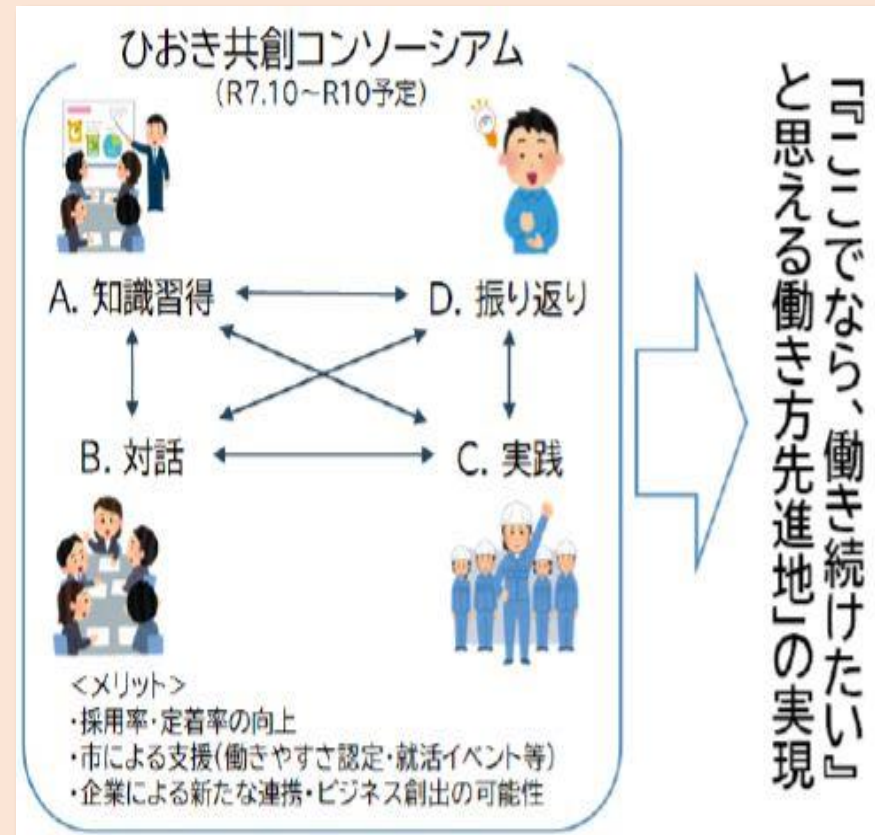 ひおき共創コンソーシアム
(R7.10~R10予定)
A. 知識習得
D. 振り返り
B. 対話
C. 実践
<メリット>
・採用率・定着率の向上
・市による支援(働きやすさ認定・就活イベント等)
・企業による新たな連携・ビジネス創出の可能性
「『ここでなら、働き続けたい』
と思える働き方先進地」の実現